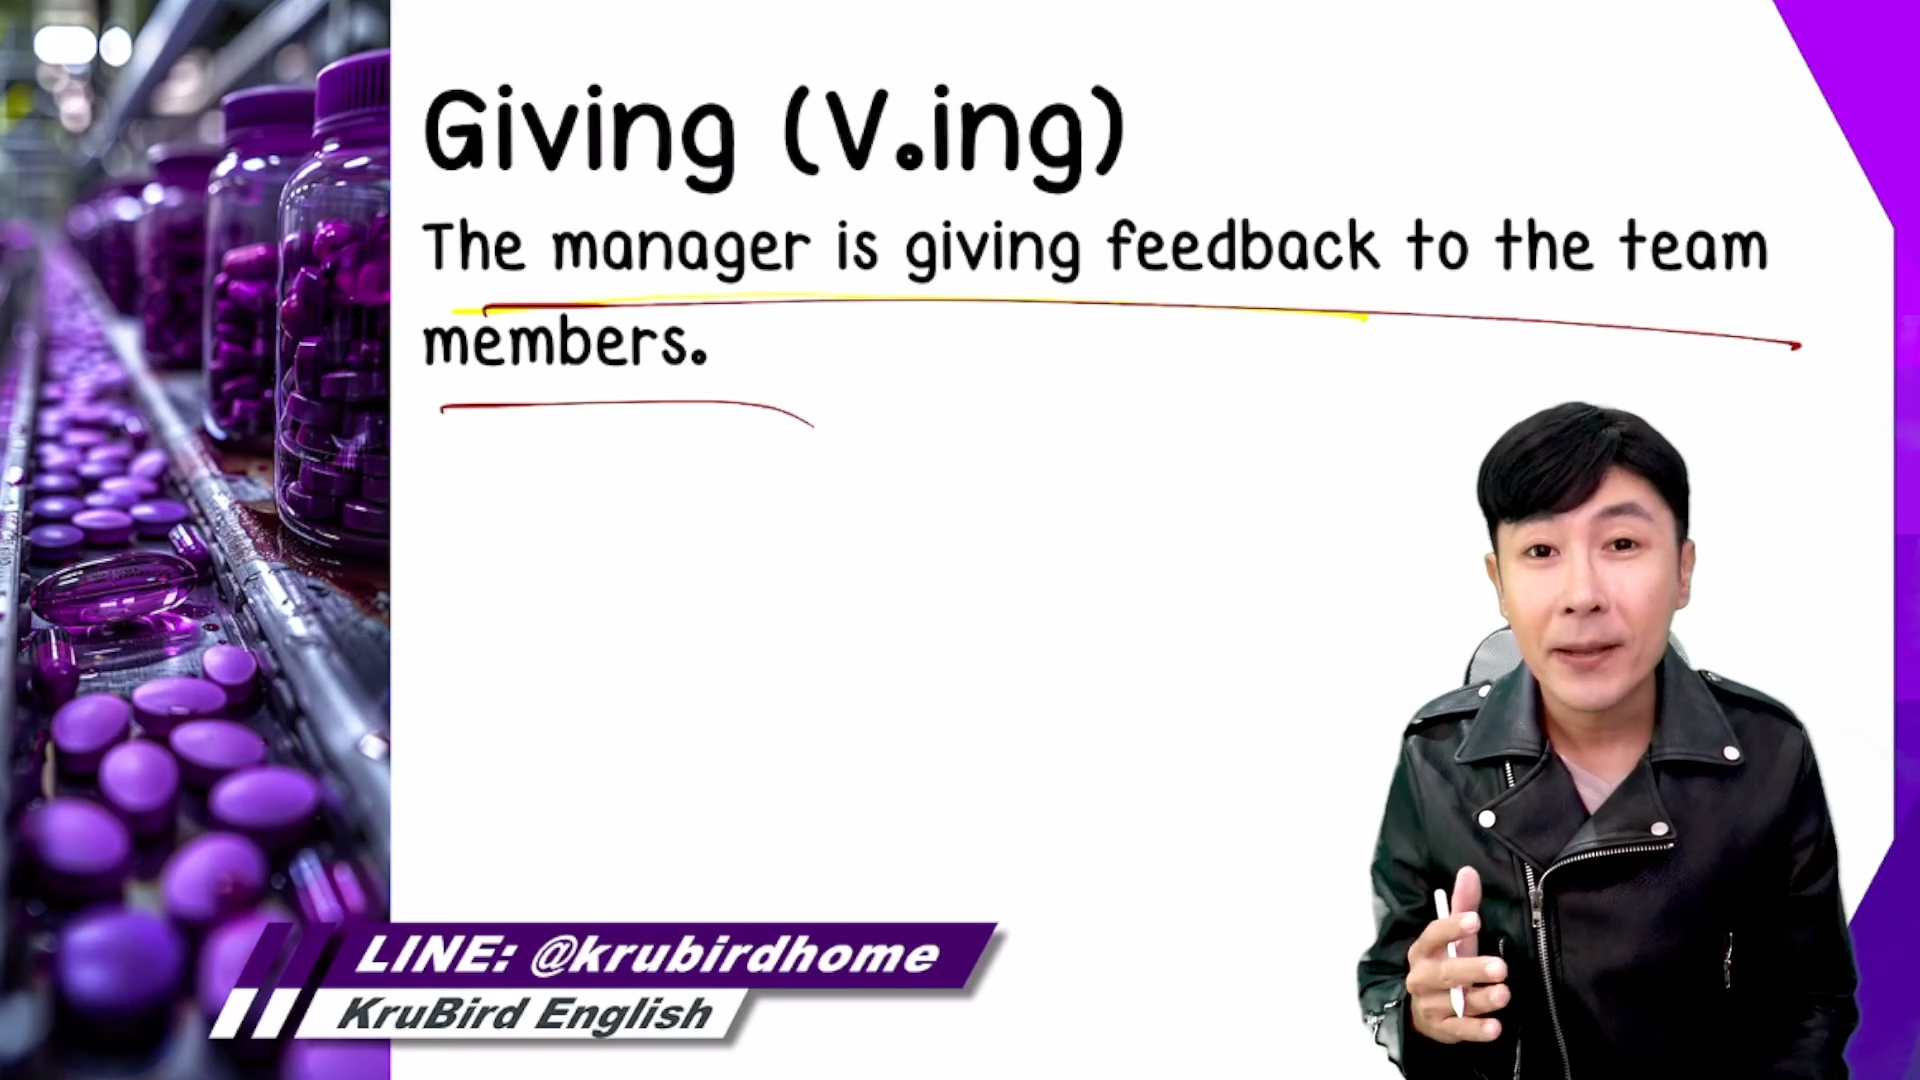 Giving (V.ing)
The manager is giving feedback to the team
members.
LINE: @krubirdhome
KruBird English